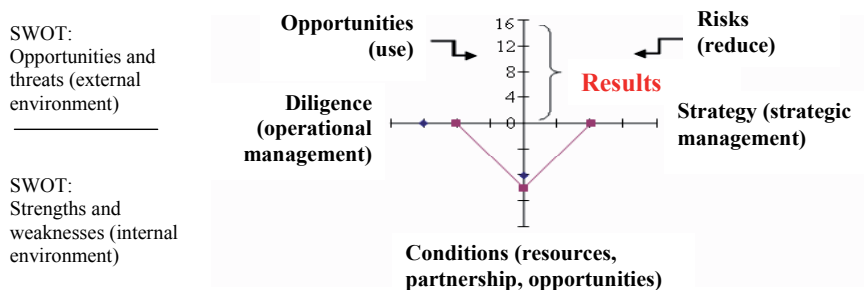 SWOT:
Opportunities and
threats (external
environment)
SWOT:
Strengths and
weaknesses (internal
environment)
Opportunities
(use)
Risks
(reduce)
16
12
8
4
0
Results
Diligence
(operational
management)
Strategy (strategic
management)
Conditions (resources,
partnership, opportunities)